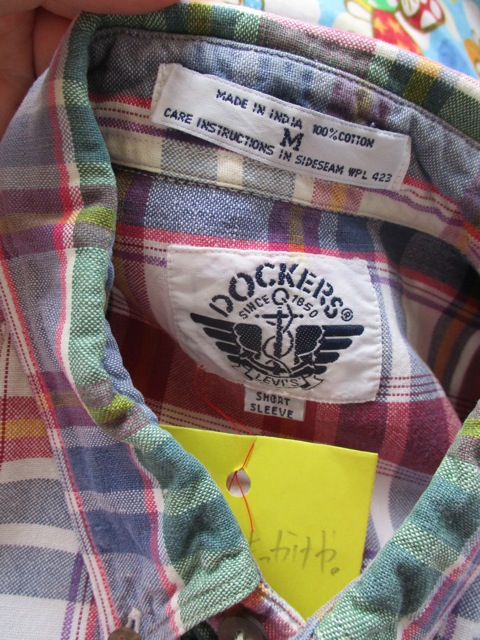 MADE IN INDIA 100% COTTON
M
CARE INSTRUCTIONS IN SIDESEAM WPL 423
DOCKERS®
SINCE 1850
LEVI'S
SHORT
SLEEVE